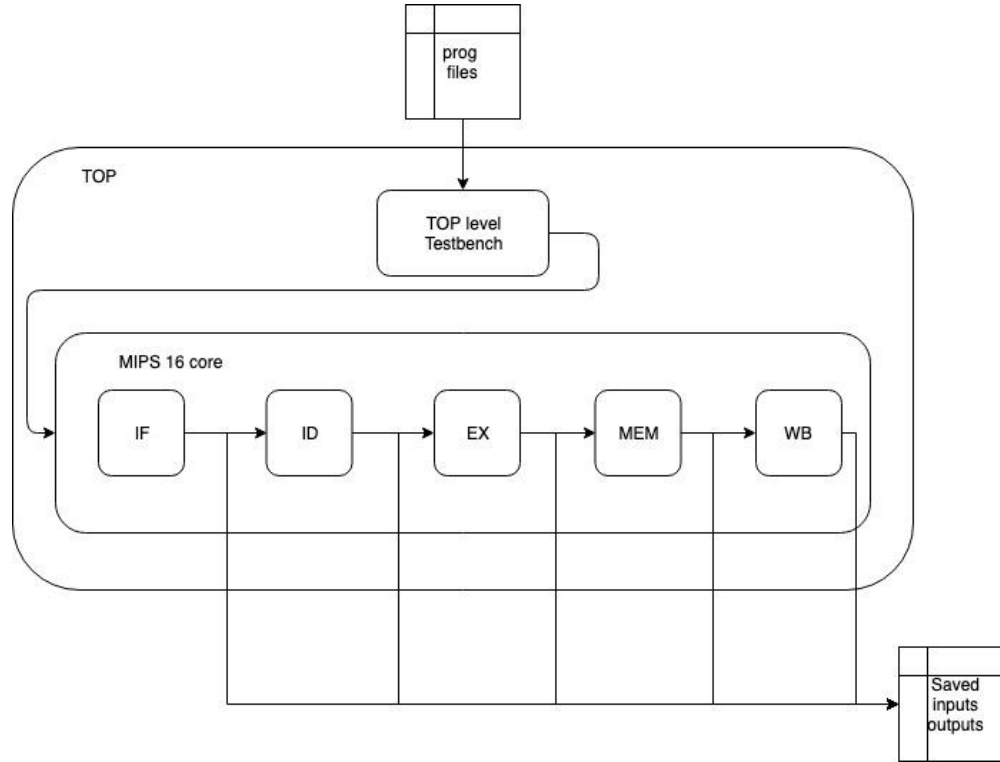 prog
files
TOP
TOP level
Testbench
MIPS 16 core
IF
ID
EX
MEM
WB
Saved
inputs
outputs